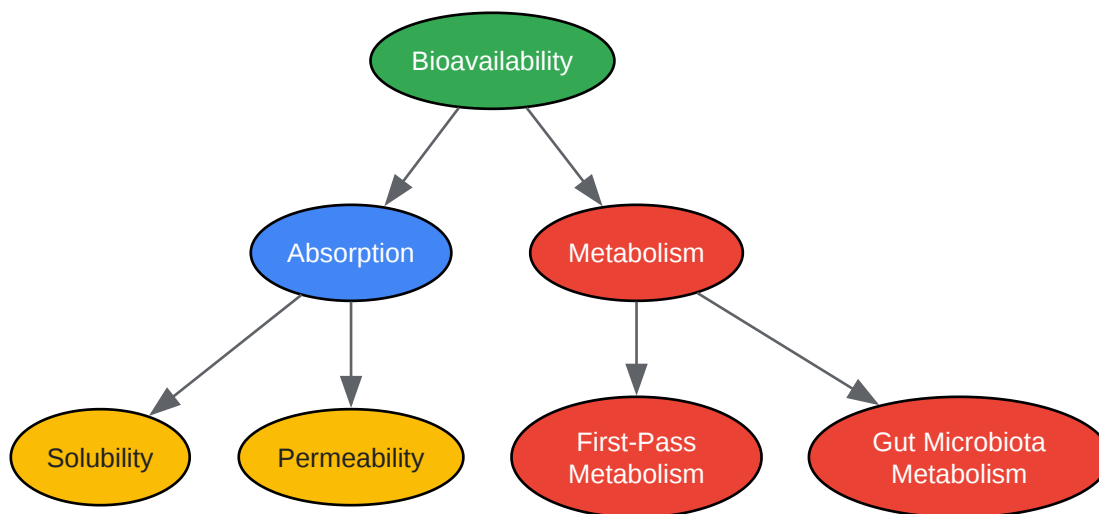 Bioavailability
Absorption
Metabolism
Solubility
Permeability
First-Pass
Metabolism
Gut Microbiota
Metabolism